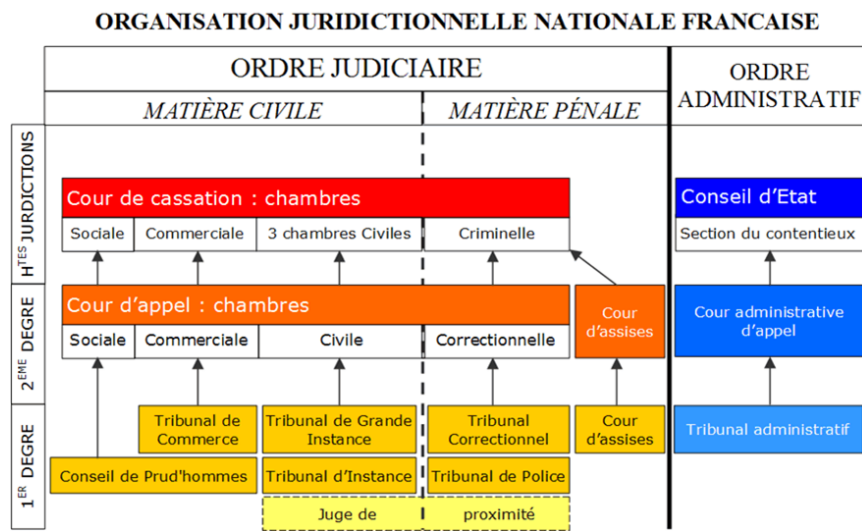 ORGANISATION JURIDICTIONNELLE NATIONALE FRANCAISE
ORDRE JUDICIAIRE
ORDRE
ADMINISTRATIF
MATIÈRE CIVILE
MATIÈRE PÉNALE
HTES JURDICTIONS
Cour de cassation : chambres
Conseil d'Etat
Sociale
Commerciale
3 chambres Civiles
Criminelle
Section du contentieux
2EME DEGRE
Cour d'appel : chambres
Cour
d'assises
Cour administrative
d'appel
Sociale
Commerciale
Civile
Correctionnelle
1ER DEGRE
Tribunal de
Commerce
Tribunal de Grande
Instance
Tribunal
Correctionnel
Cour
d'assises
Tribunal administratif
Conseil de Prud'hommes
Tribunal d'Instance
Tribunal de Police
Juge de proximité